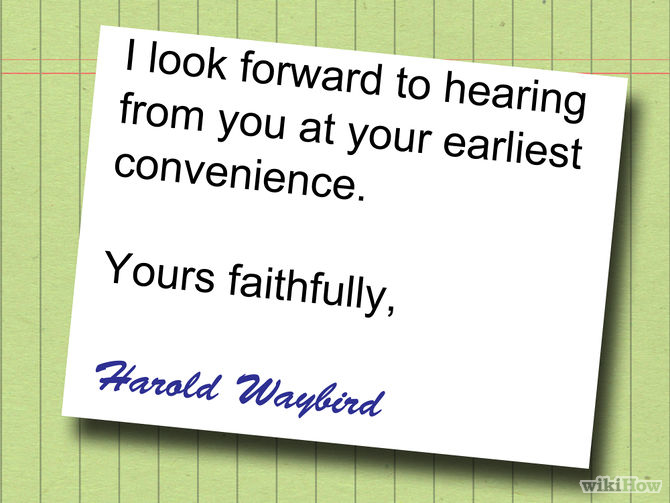 I look forward to hearing
from you at your earliest
convenience.
Yours faithfully,
Harold Waybird
wikiHow